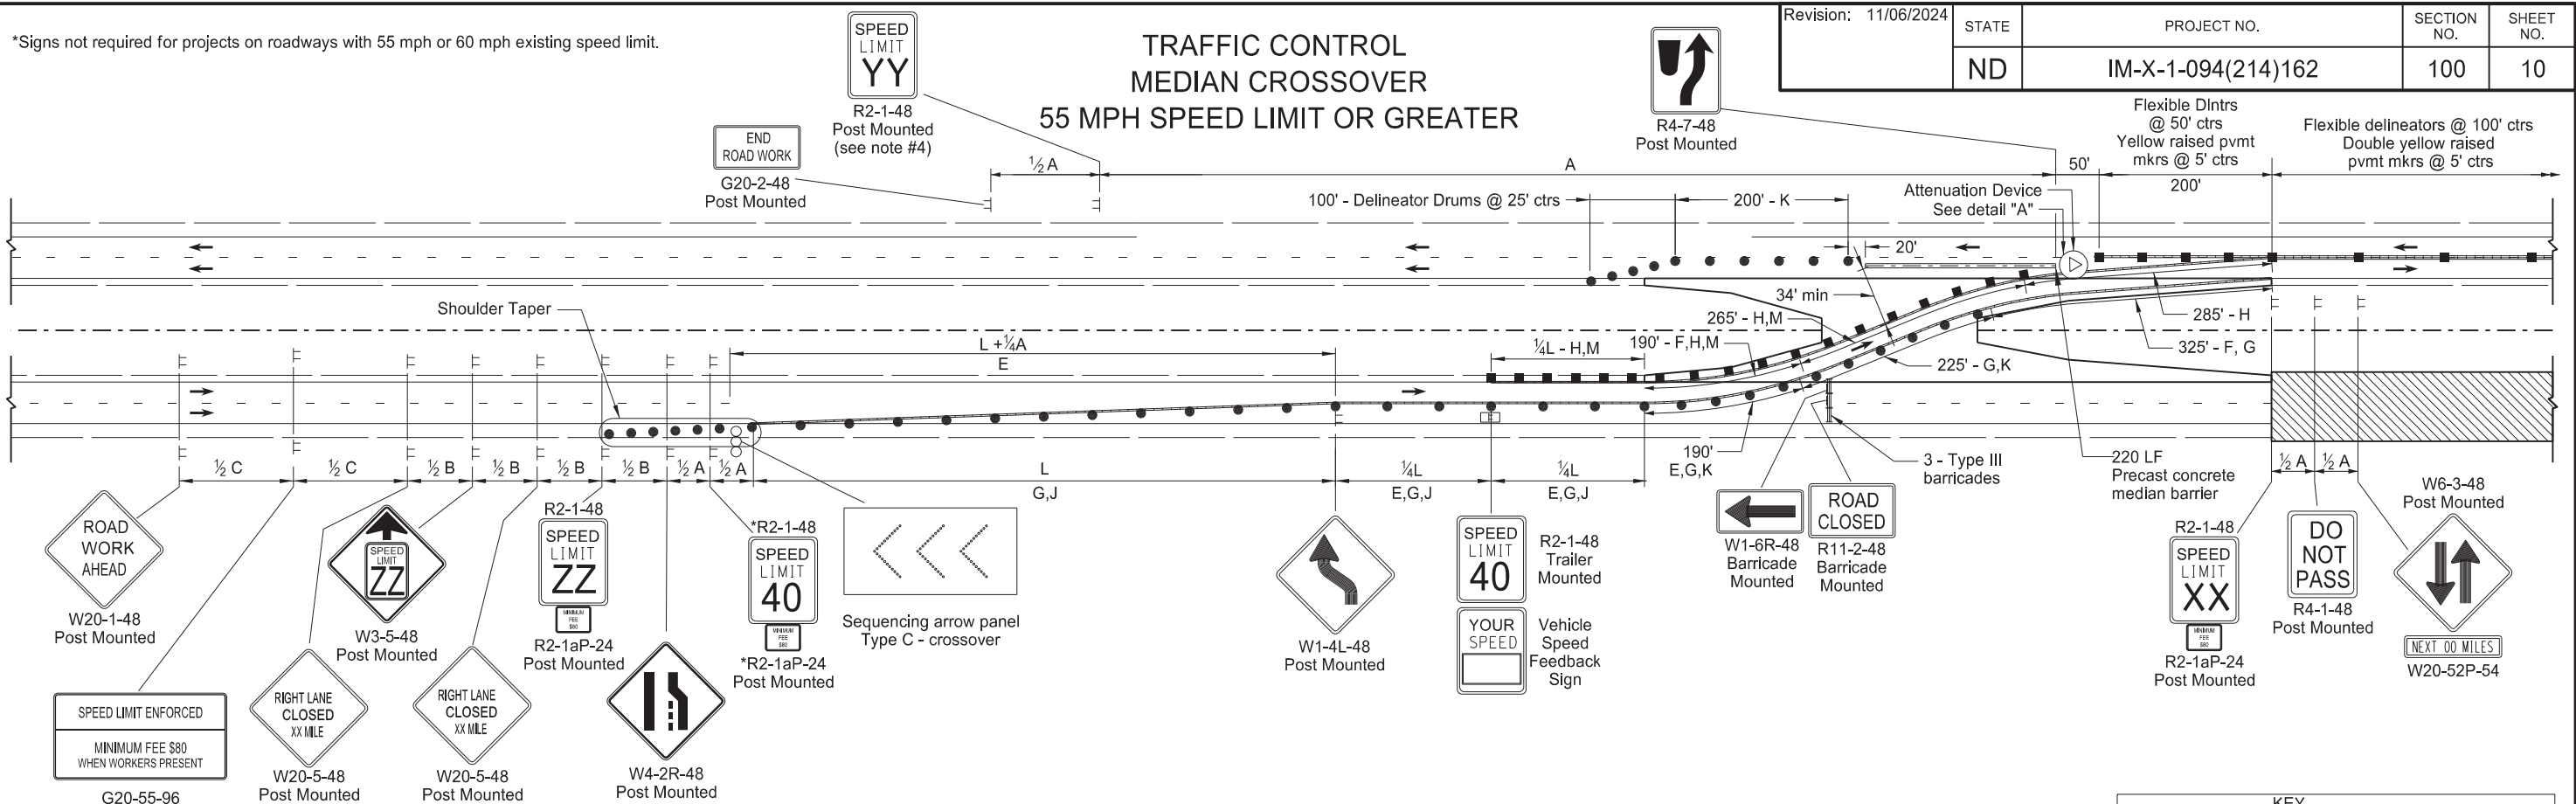 *Signs not required for projects on roadways with 55 mph or 60 mph existing speed limit.
TRAFFIC CONTROL
MEDIAN CROSSOVER
55 MPH SPEED LIMIT OR GREATER
Revision: 11/06/2024
STATE
PROJECT NO.
SECTION
NO.
SHEET
NO.
ND
IM-X-1-094(214)162
100
10
SPEED
LIMIT
YY
R2-1-48
Post Mounted
(see note #4)
END
ROAD WORK
G20-2-48
Post Mounted
½ A
A
R4-7-48
Post Mounted
50'
Flexible Dlntrs
@ 50' ctrs
Yellow raised pvmt
mkrs @ 5' ctrs
200'
Flexible delineators @ 100' ctrs
Double yellow raised
pvmt mkrs @ 5' ctrs
100' - Delineator Drums @ 25' ctrs
200' - K
Attenuation Device
See detail "A"
20'
34' min
Shoulder Taper
265' - H,M
285' - H
L +¼A
E
¼L - H,M
190' - F,H,M
325' - F, G
225' - G,K
½ C
½ C
½ B
½ B
½ B
½ B
½ A
½ A
L
G,J
¼L
E,G,J
¼L
E,G,J
190'
E,G,K
3 - Type III
barricades
220 LF
Precast concrete
median barrier
½ A
½ A
ROAD
WORK
AHEAD
W20-1-48
Post Mounted
SPEED LIMIT ENFORCED
MINIMUM FEE $80
WHEN WORKERS PRESENT
G20-55-96
RIGHT LANE
CLOSED
XX MILE
W20-5-48
Post Mounted
SPEED
LIMIT
ZZ
W3-5-48
Post Mounted
RIGHT LANE
CLOSED
XX MILE
W20-5-48
Post Mounted
R2-1-48
SPEED
LIMIT
ZZ
MINIMUM
FEE
$80
R2-1aP-24
Post Mounted
W4-2R-48
Post Mounted
*R2-1-48
SPEED
LIMIT
40
MINIMUM
FEE
$80
*R2-1aP-24
Post Mounted
Sequencing arrow panel
Type C - crossover
W1-4L-48
Post Mounted
SPEED
LIMIT
40
R2-1-48
Trailer
Mounted
YOUR
SPEED
Vehicle
Speed
Feedback
Sign
W1-6R-48
Barricade
Mounted
ROAD
CLOSED
R11-2-48
Barricade
Mounted
R2-1-48
SPEED
LIMIT
XX
MINIMUM
FEE
$80
R2-1aP-24
Post Mounted
DO
NOT
PASS
R4-1-48
Post Mounted
W6-3-48
Post Mounted
NEXT 00 MILES
W20-52P-54
KEY